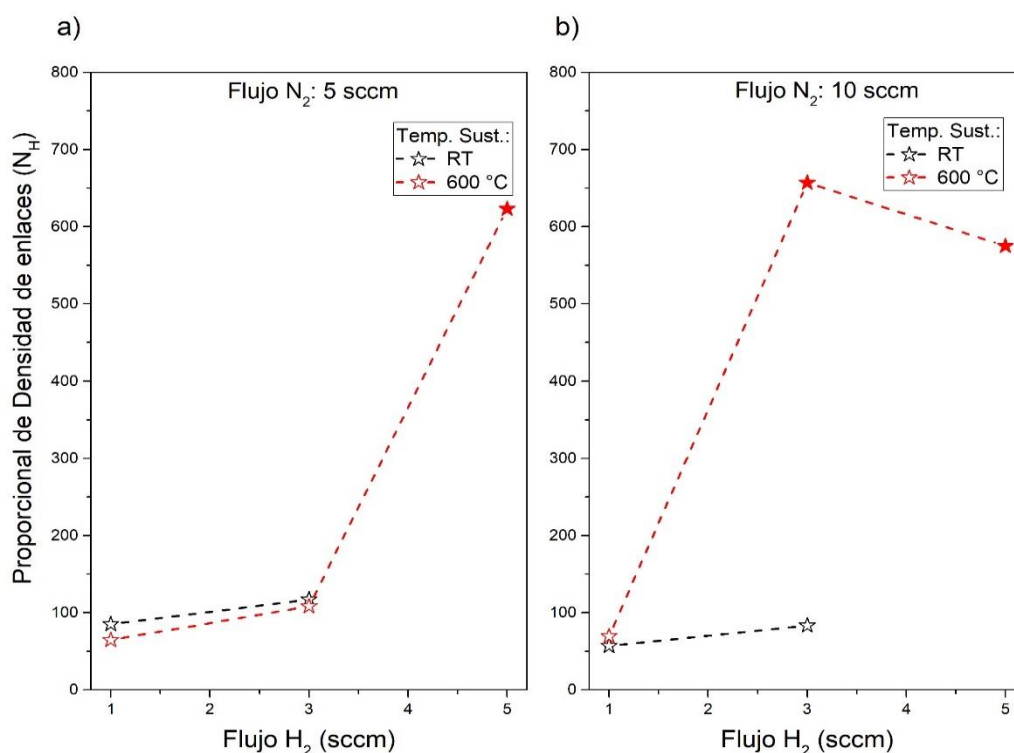 a)
b)
Flujo N₂: 5 sccm
Flujo N₂: 10 sccm
Temp. Sust.:
RT
600 °C
Temp. Sust.:
RT
600 °C
Proporcional de Densidad de enlaces (N_H)
800
700
600
500
400
300
200
100
0
800
700
600
500
400
300
200
100
0
1
2
3
4
5
1
2
3
4
5
Flujo H₂ (sccm)
Flujo H₂ (sccm)